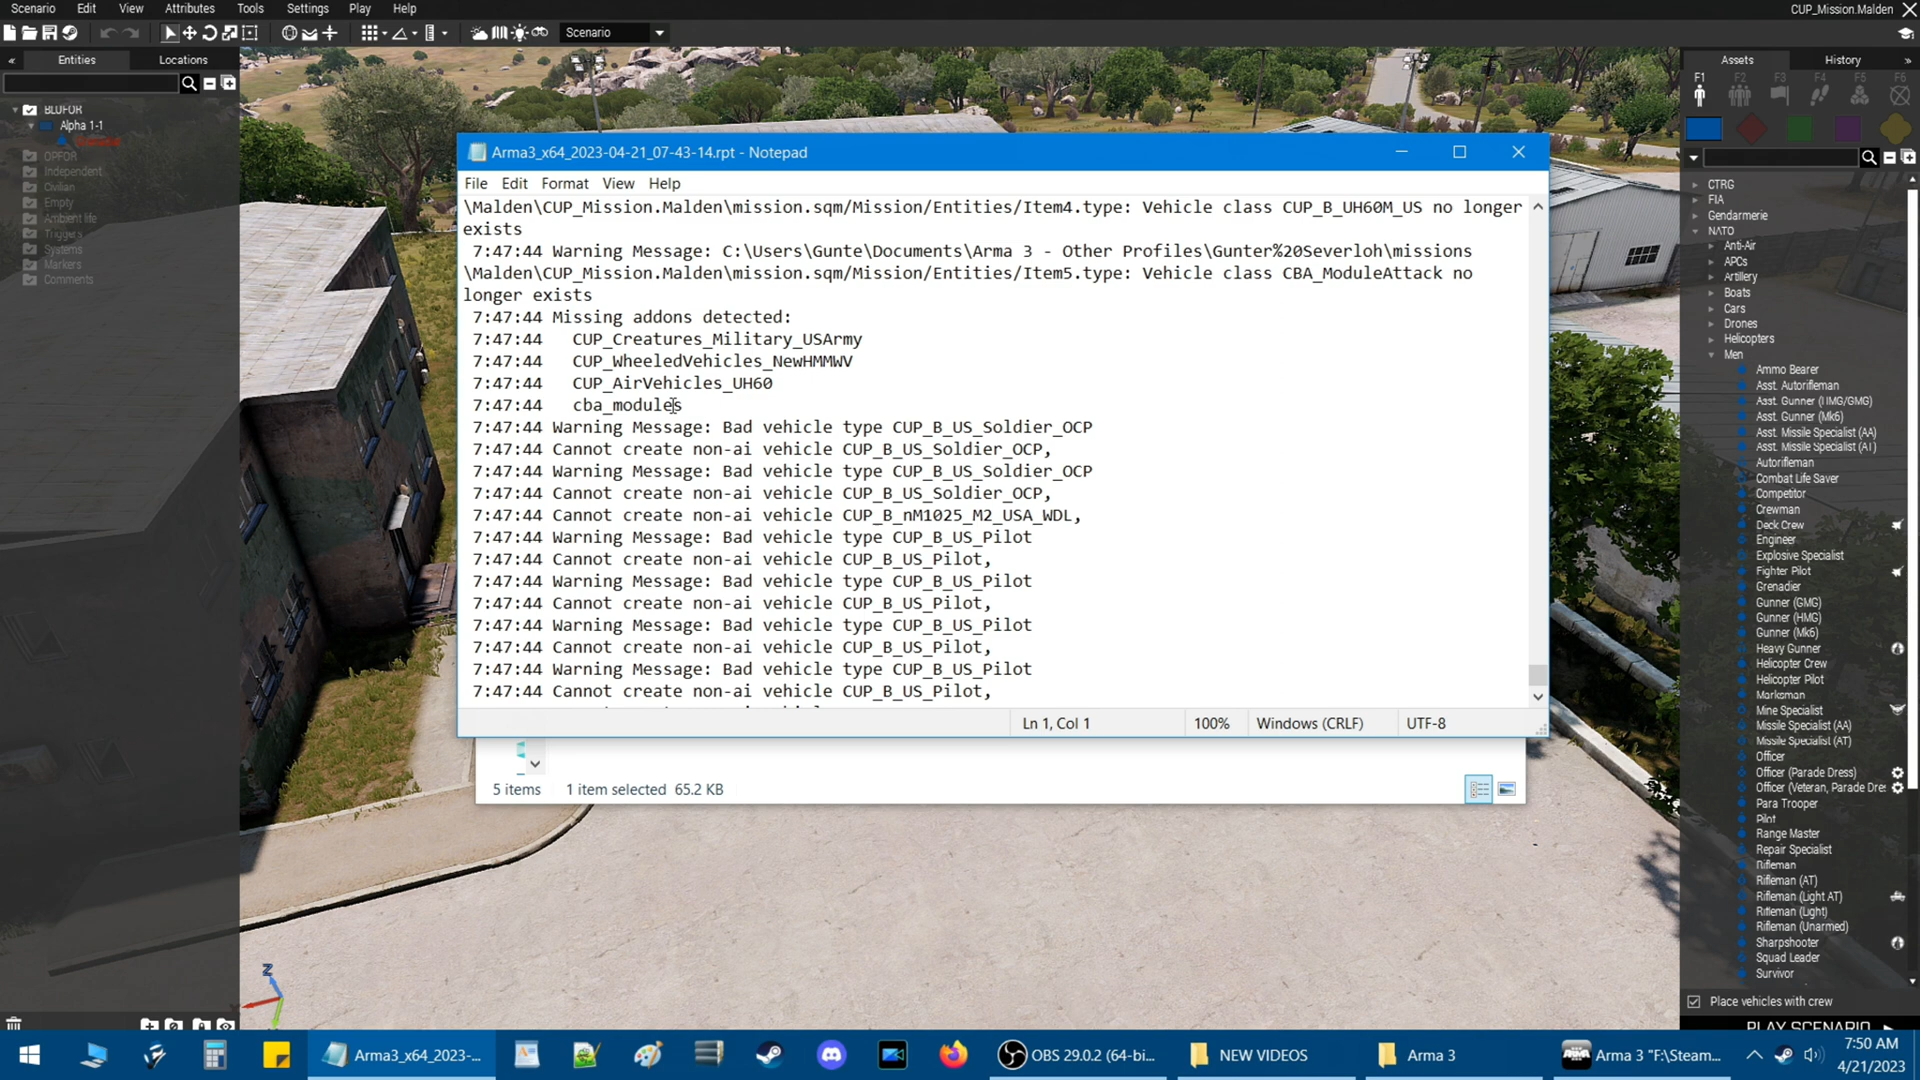 Scenario Edit View Attributes Tools Settings Play Help CUP_Mission.Malden
Scenario
Entities Locations
BLUFOR
Alpha 1-1
OPFOR
Independent
Civilian
Empty
Ambient life
Triggers
Systems
Markers
Comments
Arma3_x64_2023-04-21_07-43-14.rpt - Notepad
File Edit Format View Help
\Malden\CUP_Mission.Malden\mission.sqm/Mission/Entities/Item4.type: Vehicle class CUP_B_UH60M_US no longer
exists
7:47:44 Warning Message: C:\Users\Gunte\Documents\Arma 3 - Other Profiles\Gunter%20Severloh\missions
\Malden\CUP_Mission.Malden\mission.sqm/Mission/Entities/Item5.type: Vehicle class CBA_ModuleAttack no
longer exists
7:47:44 Missing addons detected:
7:47:44 CUP_Creatures_Military_USArmy
7:47:44 CUP_WheeledVehicles_NewHMMWV
7:47:44 CUP_AirVehicles_UH60
7:47:44 cba_modules
7:47:44 Warning Message: Bad vehicle type CUP_B_US_Soldier_OCP
7:47:44 Cannot create non-ai vehicle CUP_B_US_Soldier_OCP,
7:47:44 Warning Message: Bad vehicle type CUP_B_US_Soldier_OCP
7:47:44 Cannot create non-ai vehicle CUP_B_US_Soldier_OCP,
7:47:44 Cannot create non-ai vehicle CUP_B_nM1025_M2_USA_WDL,
7:47:44 Warning Message: Bad vehicle type CUP_B_US_Pilot
7:47:44 Cannot create non-ai vehicle CUP_B_US_Pilot,
7:47:44 Warning Message: Bad vehicle type CUP_B_US_Pilot
7:47:44 Cannot create non-ai vehicle CUP_B_US_Pilot,
7:47:44 Warning Message: Bad vehicle type CUP_B_US_Pilot
7:47:44 Cannot create non-ai vehicle CUP_B_US_Pilot,
7:47:44 Warning Message: Bad vehicle type CUP_B_US_Pilot
7:47:44 Cannot create non-ai vehicle CUP_B_US_Pilot,
Ln 1, Col 1 100% Windows (CRLF) UTF-8
5 items 1 item selected 65.2 KB
Assets History
F1 F2 F3 F4 F5 F6
CTRG
FIA
Gendarmerie
NATO
Anti-Air
APCs
Artillery
Boats
Cars
Drones
Helicopters
Men
Ammo Bearer
Asst. Autorifleman
Asst. Gunner (HMG/GMG)
Asst. Gunner (Mk6)
Asst. Missile Specialist (AA)
Asst. Missile Specialist (AT)
Autorifleman
Combat Life Saver
Competitor
Crewman
Deck Crew
Engineer
Explosive Specialist
Fighter Pilot
Grenadier
Gunner (GMG)
Gunner (HMG)
Gunner (Mk6)
Heavy Gunner
Helicopter Crew
Helicopter Pilot
Marksman
Mine Specialist
Missile Specialist (AA)
Missile Specialist (AT)
Officer
Officer (Parade Dress)
Officer (Veteran, Parade Dre
Para Trooper
Pilot
Range Master
Repair Specialist
Rifleman
Rifleman (AT)
Rifleman (Light AT)
Rifleman (Light)
Rifleman (Unarmed)
Sharpshooter
Squad Leader
Survivor
Place vehicles with crew
PLAY SCENARIO
Z
Arma3_x64_2023-... OBS 29.0.2 (64-bi... NEW VIDEOS Arma 3 Arma 3 "F:\Steam...
7:50 AM
4/21/2023